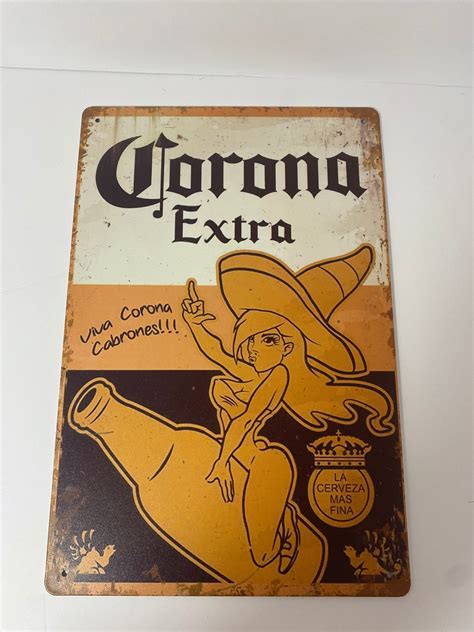 Corona
Extra
Viva Corona
Cabrones!!!
LA
CERVEZA
MAS
FINA